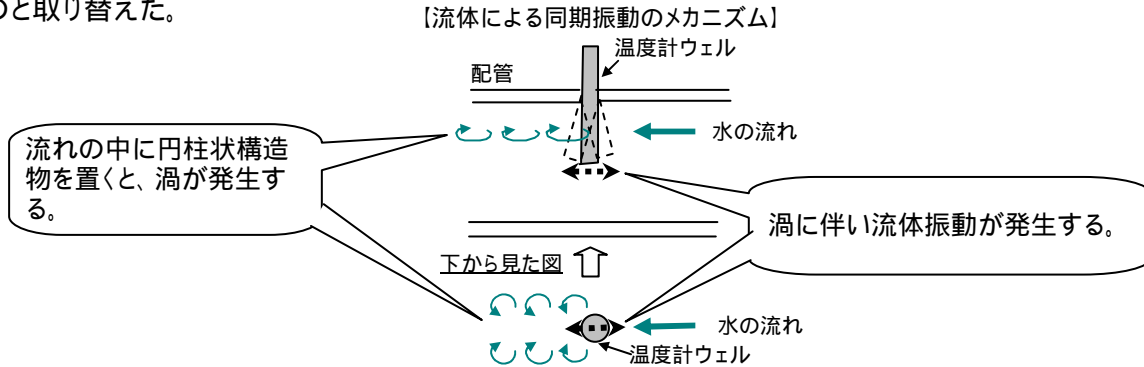 のと取り替えた。
【流体による同期振動のメカニズム】
温度計ウェル
配管
水の流れ
流れの中に円柱状構造
物を置くと、渦が発生す
る。
渦に伴い流体振動が発生する。
下から見た図
水の流れ
温度計ウェル